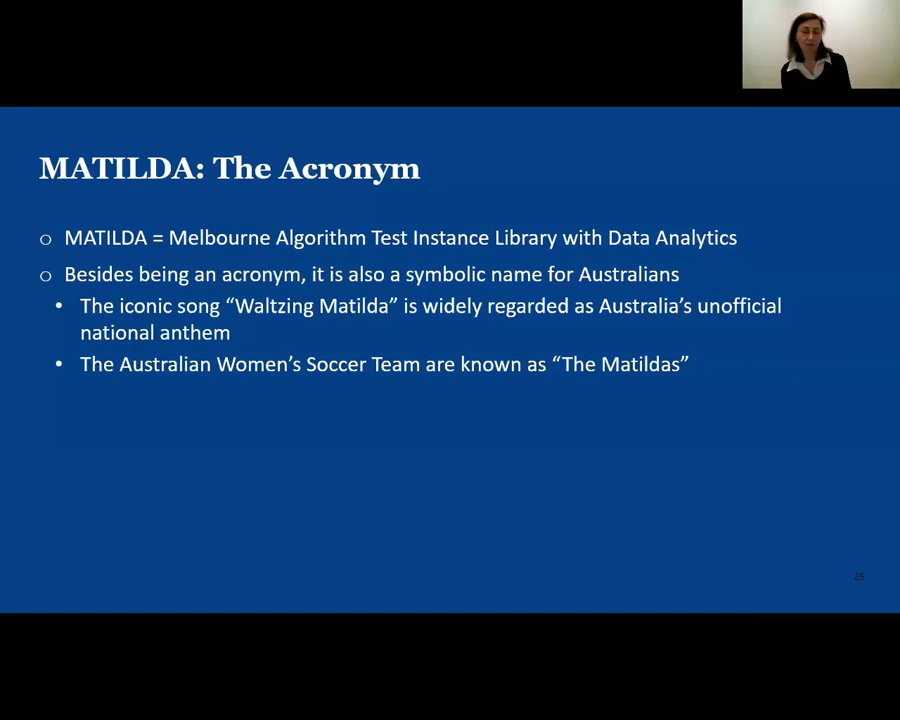 MATILDA: The Acronym
o MATILDA = Melbourne Algorithm Test Instance Library with Data Analytics
o Besides being an acronym, it is also a symbolic name for Australians
• The iconic song “Waltzing Matilda” is widely regarded as Australia’s unofficial
national anthem
• The Australian Women’s Soccer Team are known as “The Matildas”
25